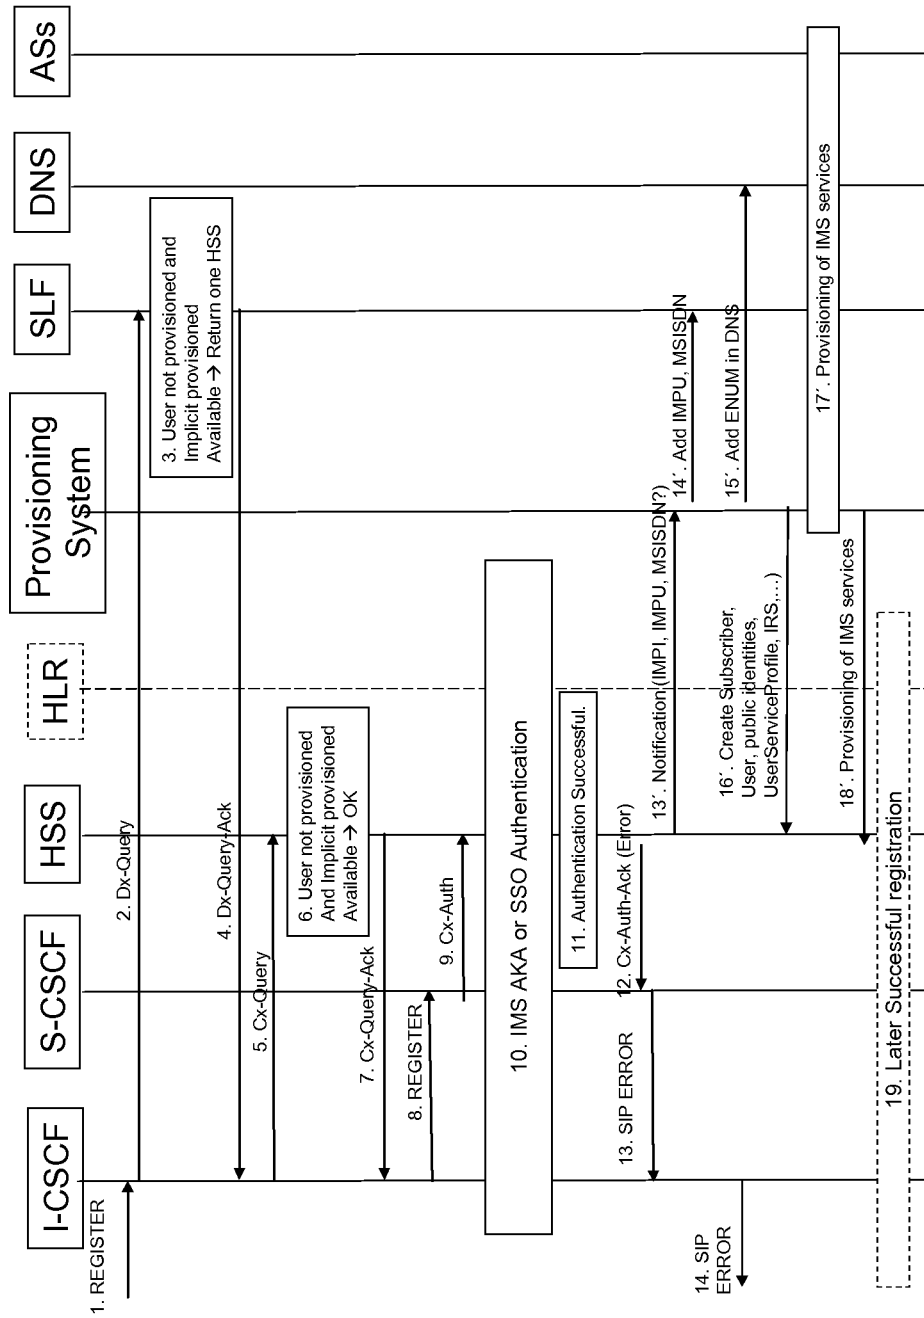 I-CSCF
S-CSCF
HSS
HLR
Provisioning
System
SLF
DNS
ASs
1. REGISTER
2. Dx-Query
3. User not provisioned and
Implicit provisioned
Available → Return one HSS
4. Dx-Query-Ack
5. Cx-Query
6. User not provisioned
And Implicit provisioned
Available → OK
7. Cx-Query-Ack
8. REGISTER
9. Cx-Auth
10. IMS AKA or SSO Authentication
11. Authentication Successful.
12. Cx-Auth-Ack (Error)
13. SIP ERROR
13´. Notification (IMPI, IMPU, MSISDN?)
14´. Add IMPU, MSISDN
14. SIP
ERROR
15´. Add ENUM in DNS
16´. Create Subscriber,
User, public identities,
UserServiceProfile, IRS,…)
17´. Provisioning of IMS services
18´. Provisioning of IMS services
19. Later Successful registration